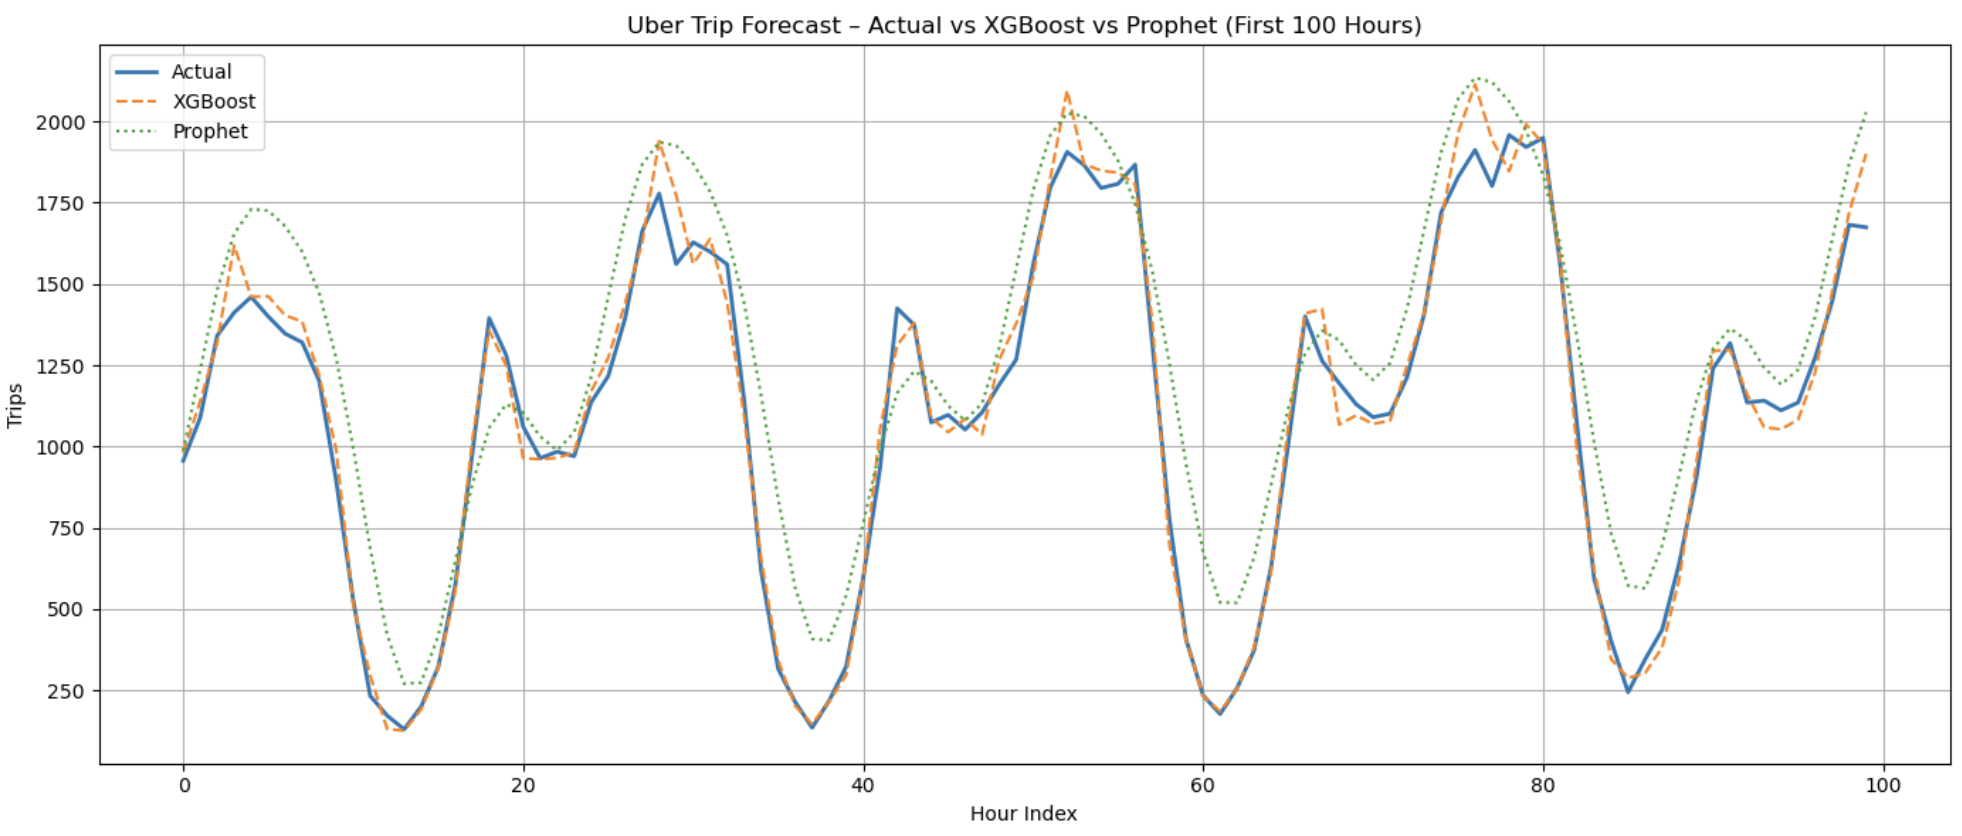 Uber Trip Forecast – Actual vs XGBoost vs Prophet (First 100 Hours)
Actual
XGBoost
Prophet
Trips
2000
1750
1500
1250
1000
750
500
250
0 20 40 60 80 100
Hour Index